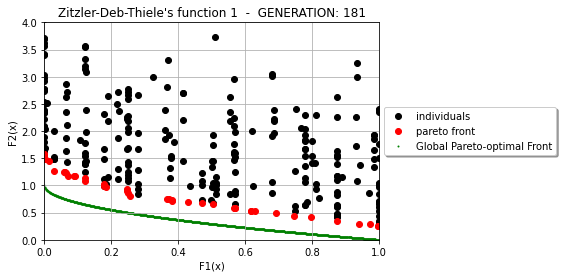 Zitzler-Deb-Thiele's function 1  -  GENERATION: 181
4.0
3.5
3.0
2.5
2.0
1.5
1.0
0.5
0.0
F2(x)
0.0 0.2 0.4 0.6 0.8 1.0
F1(x)
individuals
pareto front
Global Pareto-optimal Front